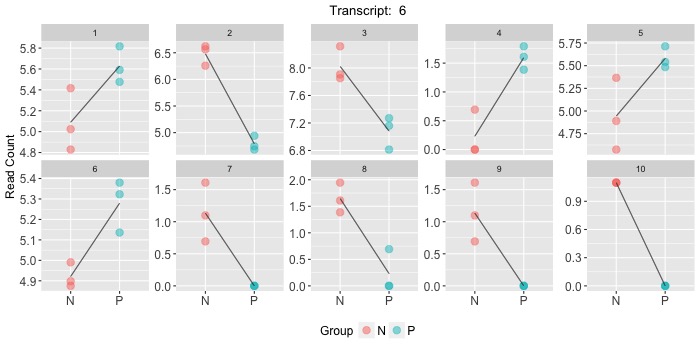 Transcript: 6
1 2 3 4 5
5.8 5.6 5.4 5.2 5.0 4.8
6.5 6.0 5.5 5.0
8.0 7.6 7.2 6.8
1.5 1.0 0.5 0.0
5.75 5.50 5.25 5.00 4.75
Read Count
6 7 8 9 10
5.4 5.3 5.2 5.1 5.0 4.9
1.5 1.0 0.5 0.0
2.0 1.5 1.0 0.5 0.0
1.5 1.0 0.5 0.0
0.9 0.6 0.3 0.0
N P N P N P N P N P
Group N P